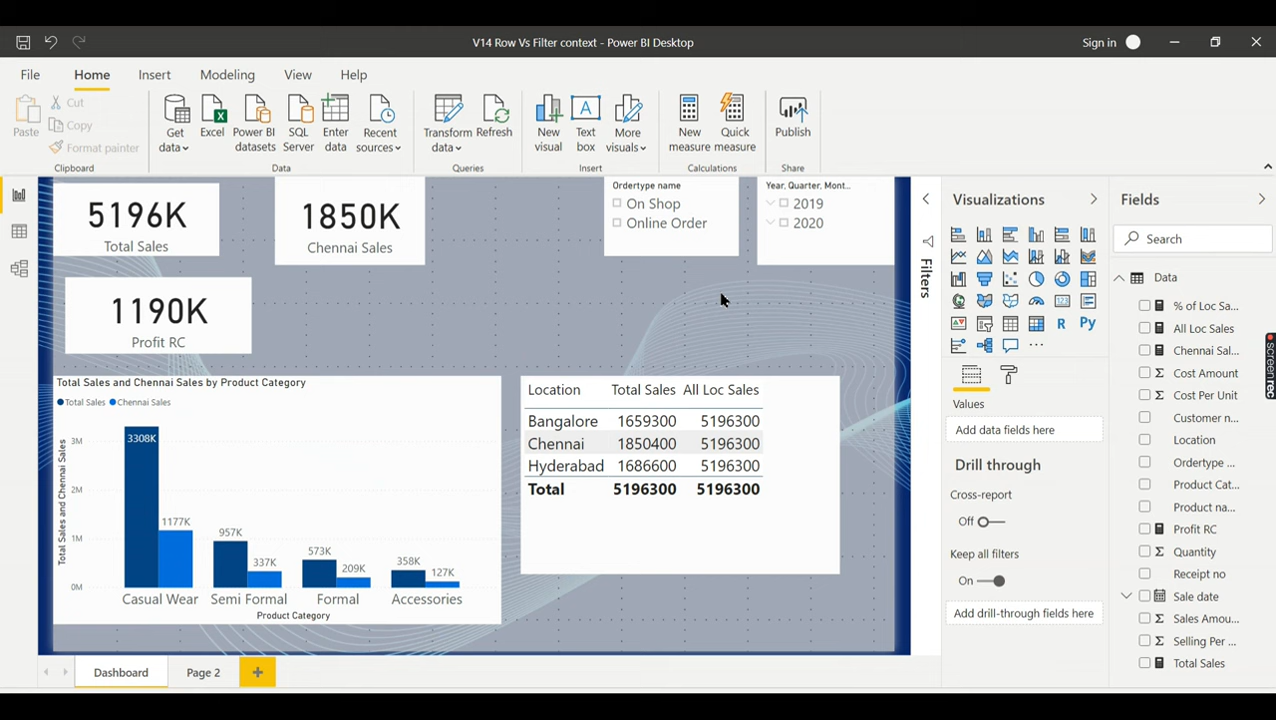 V14 Row Vs Filter context - Power BI Desktop
Sign in
File Home Insert Modeling View Help
Paste
Cut
Copy
Format painter
Clipboard
Get data
Excel
Power BI datasets
SQL Server
Enter data
Recent sources
Data
Transform data
Refresh
Queries
New visual
Text box
More visuals
Insert
New measure
Quick measure
Calculations
Publish
Share
5196K
Total Sales
1850K
Chennai Sales
1190K
Profit RC
Ordertype name
On Shop
Online Order
Year, Quarter, Mont...
2019
2020
Total Sales and Chennai Sales by Product Category
Total Sales Chennai Sales
Total Sales and Chennai Sales
3M
2M
1M
0M
3308K
1177K
957K
337K
573K
209K
358K
127K
Casual Wear Semi Formal Formal Accessories
Product Category
Location Total Sales All Loc Sales
Bangalore 1659300 5196300
Chennai 1850400 5196300
Hyderabad 1686600 5196300
Total 5196300 5196300
Filters
Visualizations
R
Py
Values
Add data fields here
Drill through
Cross-report
Off
Keep all filters
On
Add drill-through fields here
Fields
Search
Data
% of Loc Sa...
All Loc Sales
Chennai Sal...
Cost Amount
Cost Per Unit
Customer n...
Location
Ordertype ...
Product Cat...
Product na...
Profit RC
Quantity
Receipt no
Sale date
Sales Amou...
Selling Per ...
Total Sales
screenrec
Dashboard
Page 2